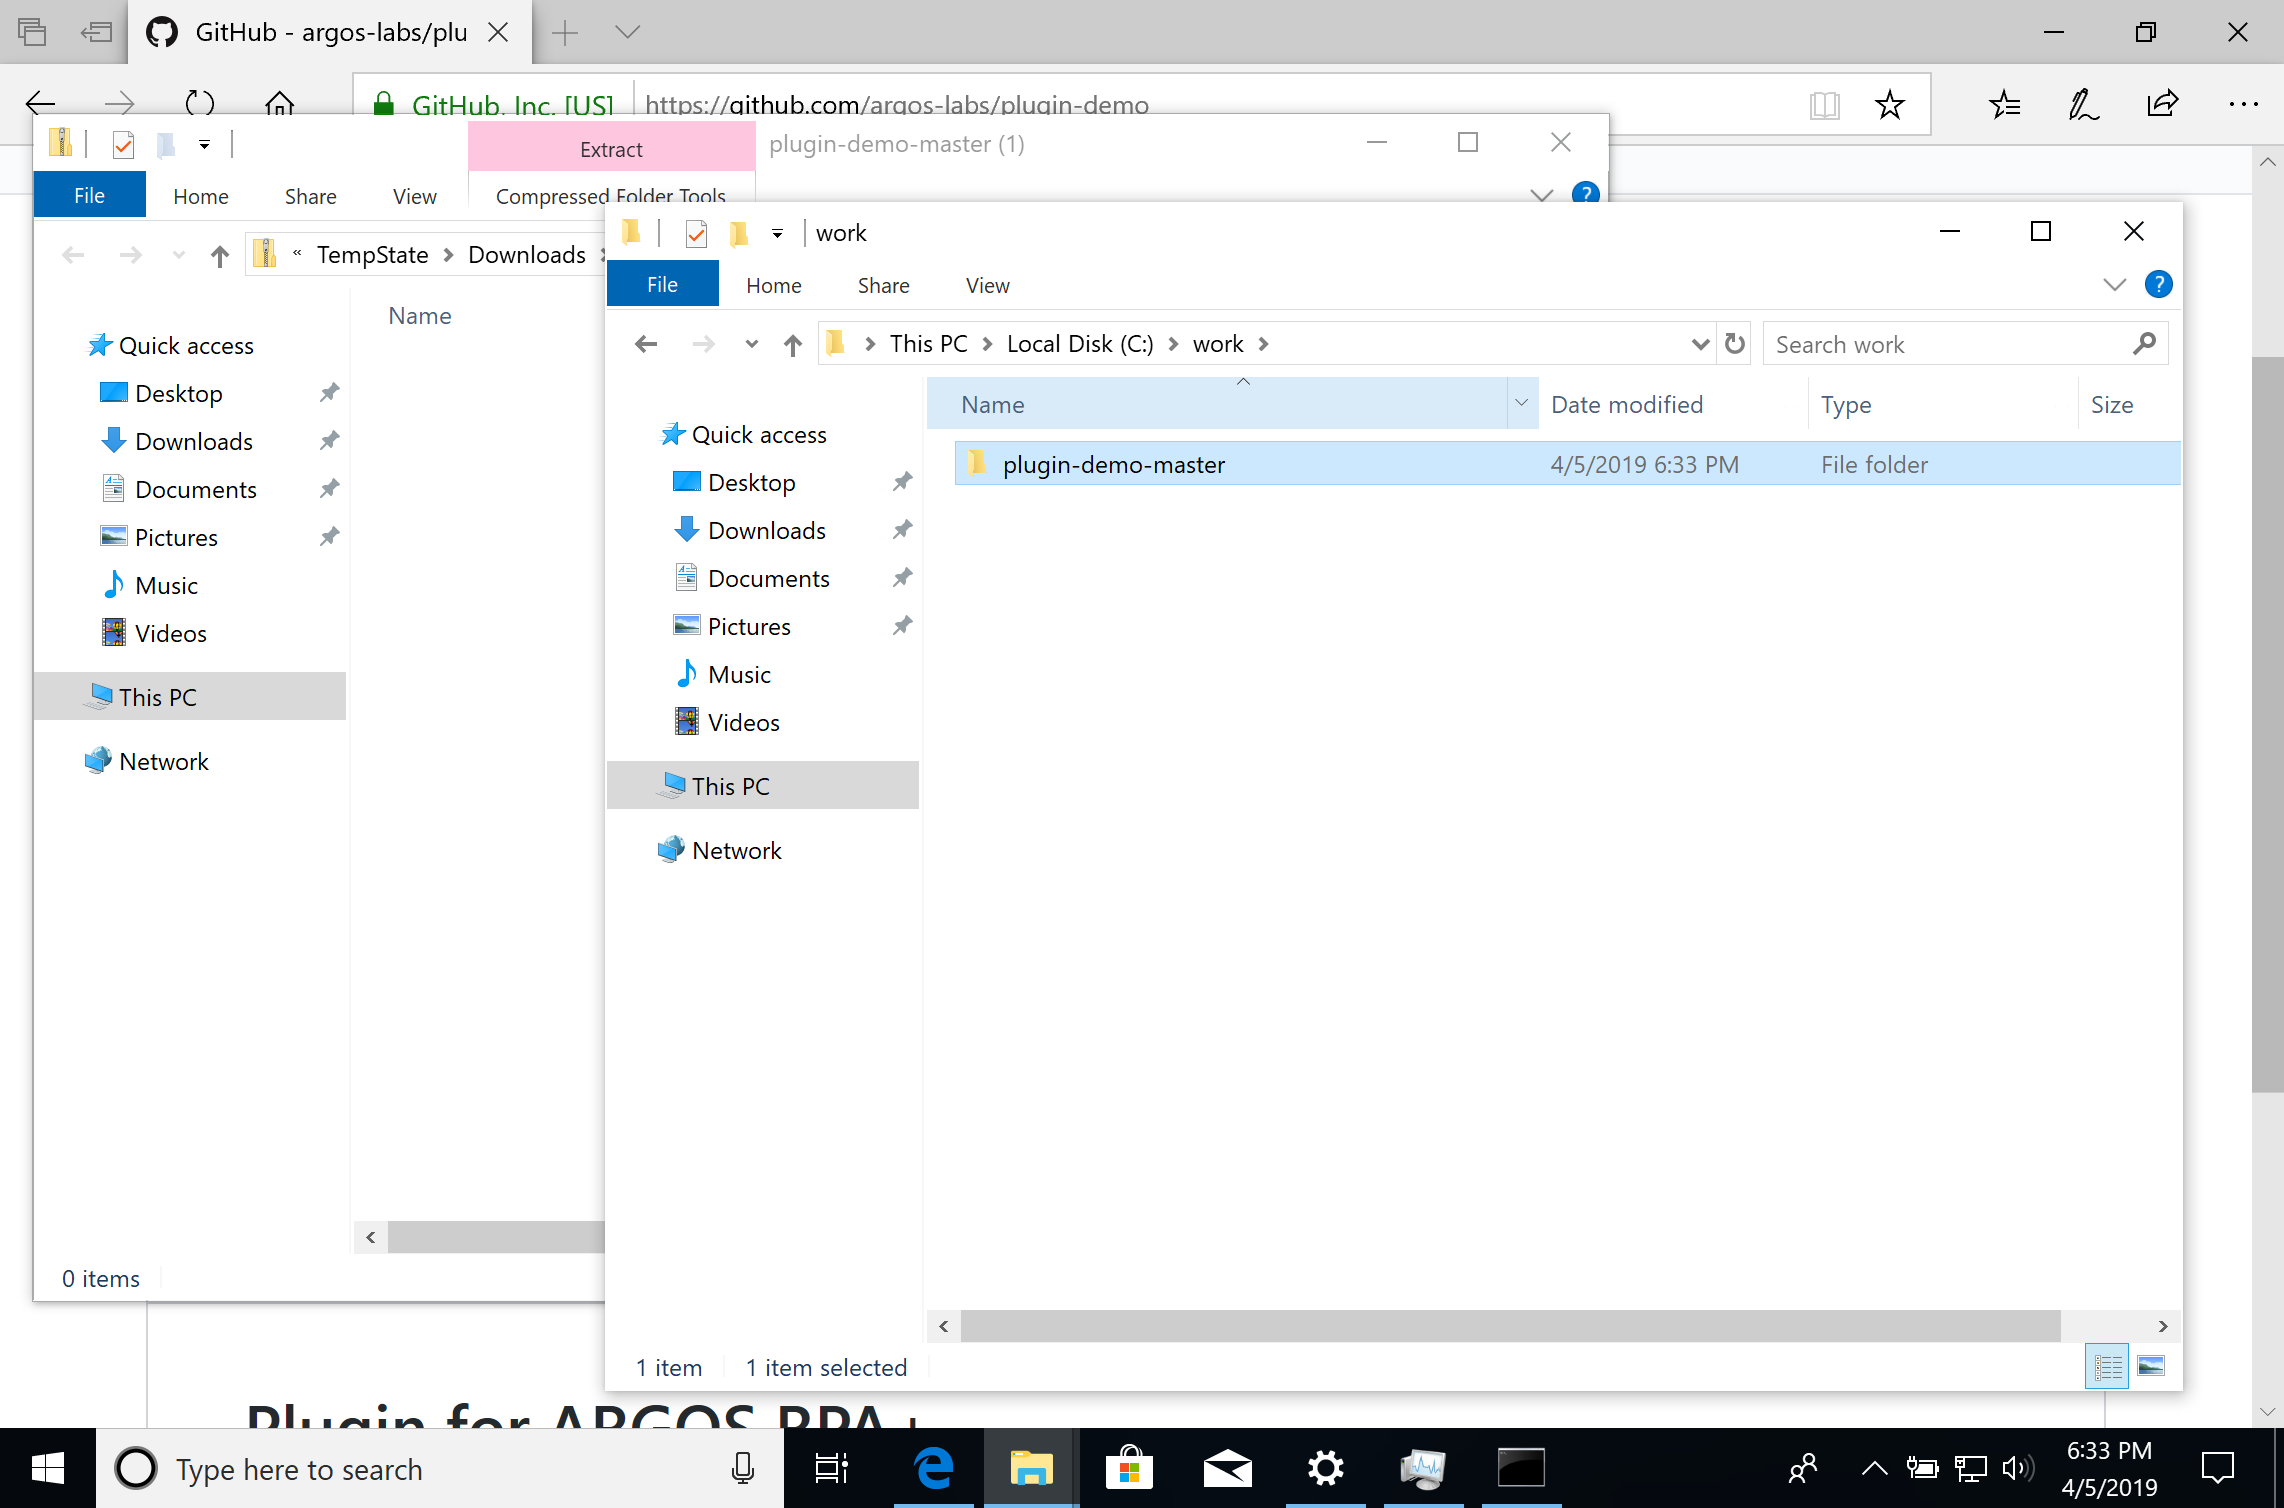 GitHub - argos-labs/plu
GitHub, Inc. [US]
https://github.com/argos-labs/plugin-demo
Extract
plugin-demo-master (1)
File
Home
Share
View
Compressed Folder Tools
« TempState > Downloads >
Name
Quick access
Desktop
Downloads
Documents
Pictures
Music
Videos
This PC
Network
0 items
work
File
Home
Share
View
This PC > Local Disk (C:) > work >
Search work
Name
Date modified
Type
Size
plugin-demo-master
4/5/2019 6:33 PM
File folder
Quick access
Desktop
Downloads
Documents
Pictures
Music
Videos
This PC
Network
1 item
1 item selected
Plugin for ARGOS RPA+
Type here to search
6:33 PM
4/5/2019